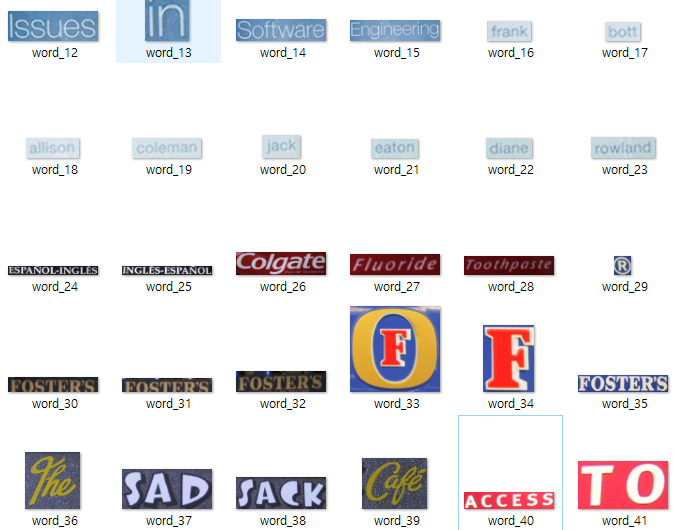 Issues in Software Engineering frank bott
word_12 word_13 word_14 word_15 word_16 word_17
allison coleman jack eaton diane rowland
word_18 word_19 word_20 word_21 word_22 word_23
ESPAÑOL-INGLÉS INGLÉS-ESPAÑOL Colgate Fluoride Toothpaste ®
word_24 word_25 word_26 word_27 word_28 word_29
FOSTER'S FOSTER'S FOSTER'S F F FOSTER'S
word_30 word_31 word_32 word_33 word_34 word_35
The SAD SACK Café ACCESS TO
word_36 word_37 word_38 word_39 word_40 word_41